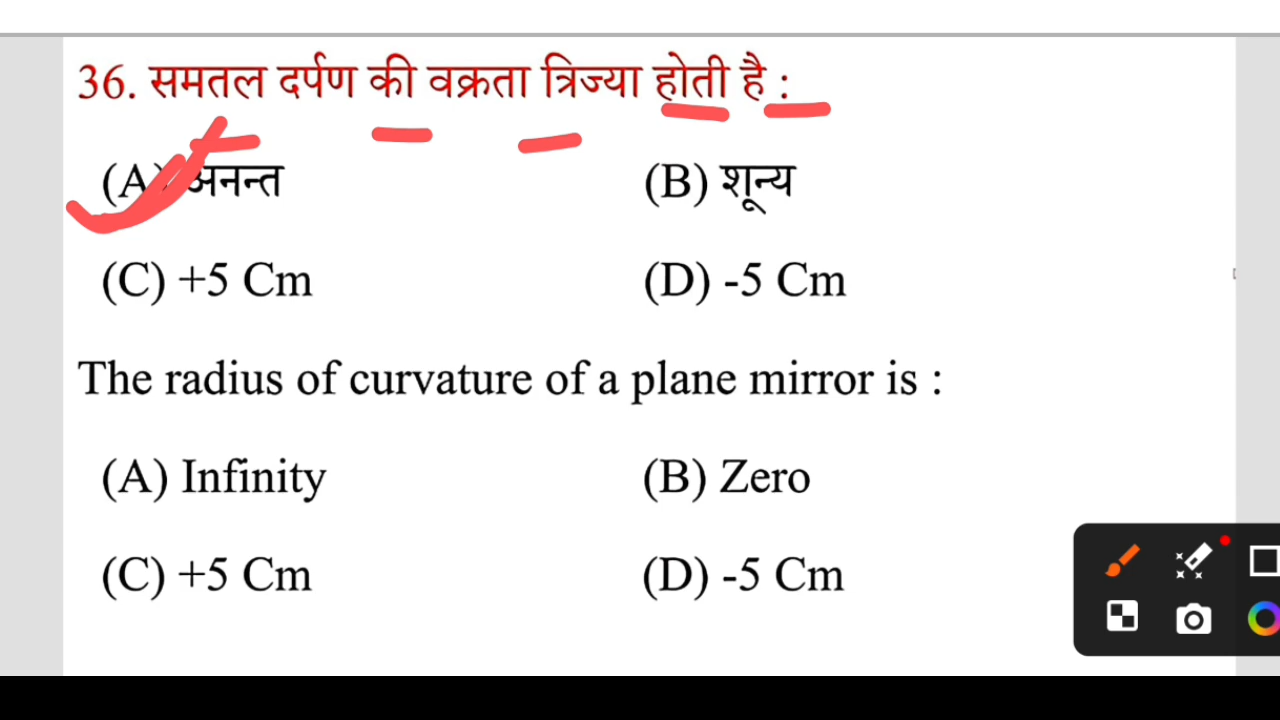 36. समतल दर्पण की वक्रता त्रिज्या होती है :
(A) अनन्त (B) शून्य
(C) +5 Cm (D) -5 Cm
The radius of curvature of a plane mirror is :
(A) Infinity (B) Zero
(C) +5 Cm (D) -5 Cm